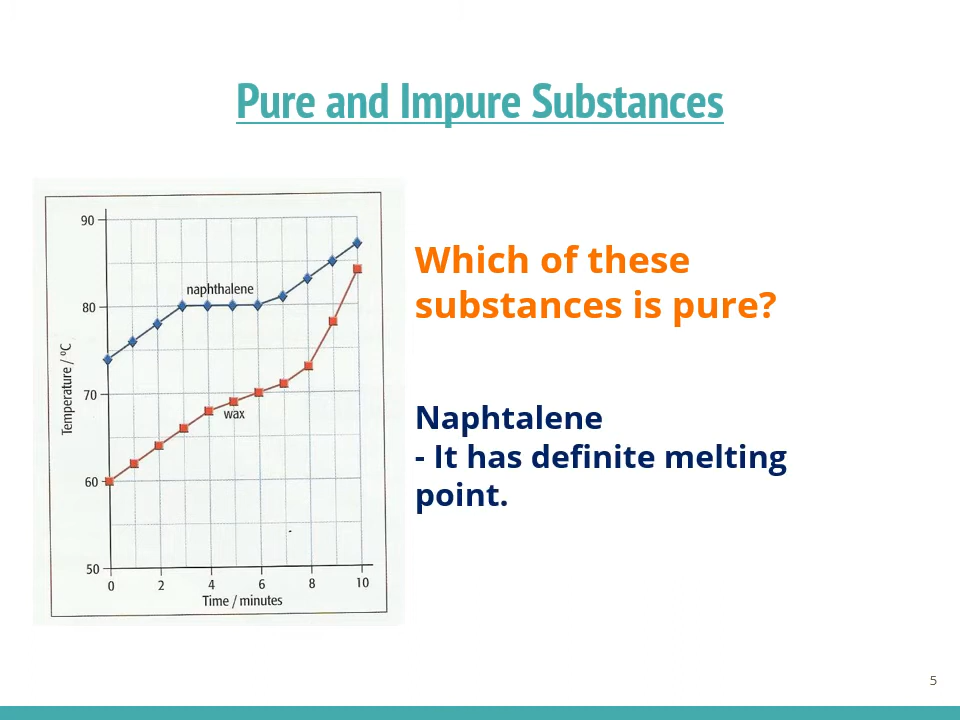 Pure and Impure Substances
90
naphthalene
80
Temperature / ºC
70
wax
60
50
0 2 4 6 8 10
Time / minutes
Which of these
substances is pure?
Naphtalene
- It has definite melting
point.
5